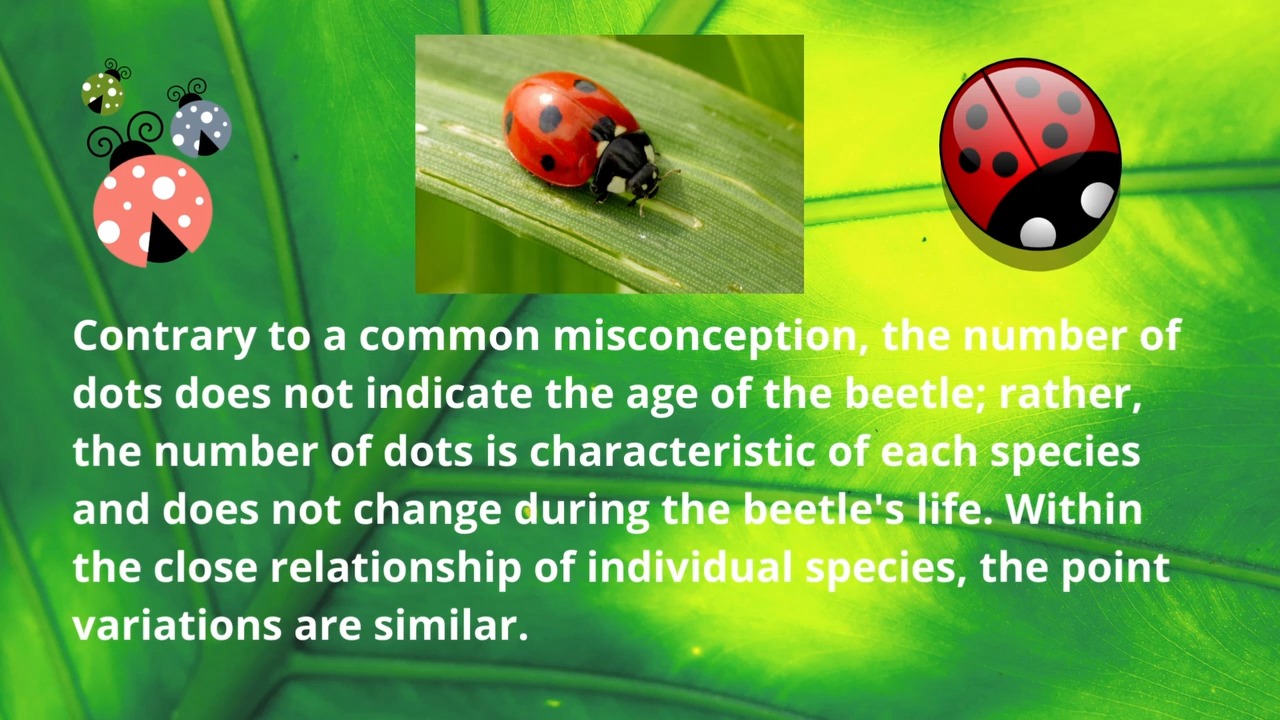 Contrary to a common misconception, the number of
dots does not indicate the age of the beetle; rather,
the number of dots is characteristic of each species
and does not change during the beetle's life. Within
the close relationship of individual species, the point
variations are similar.